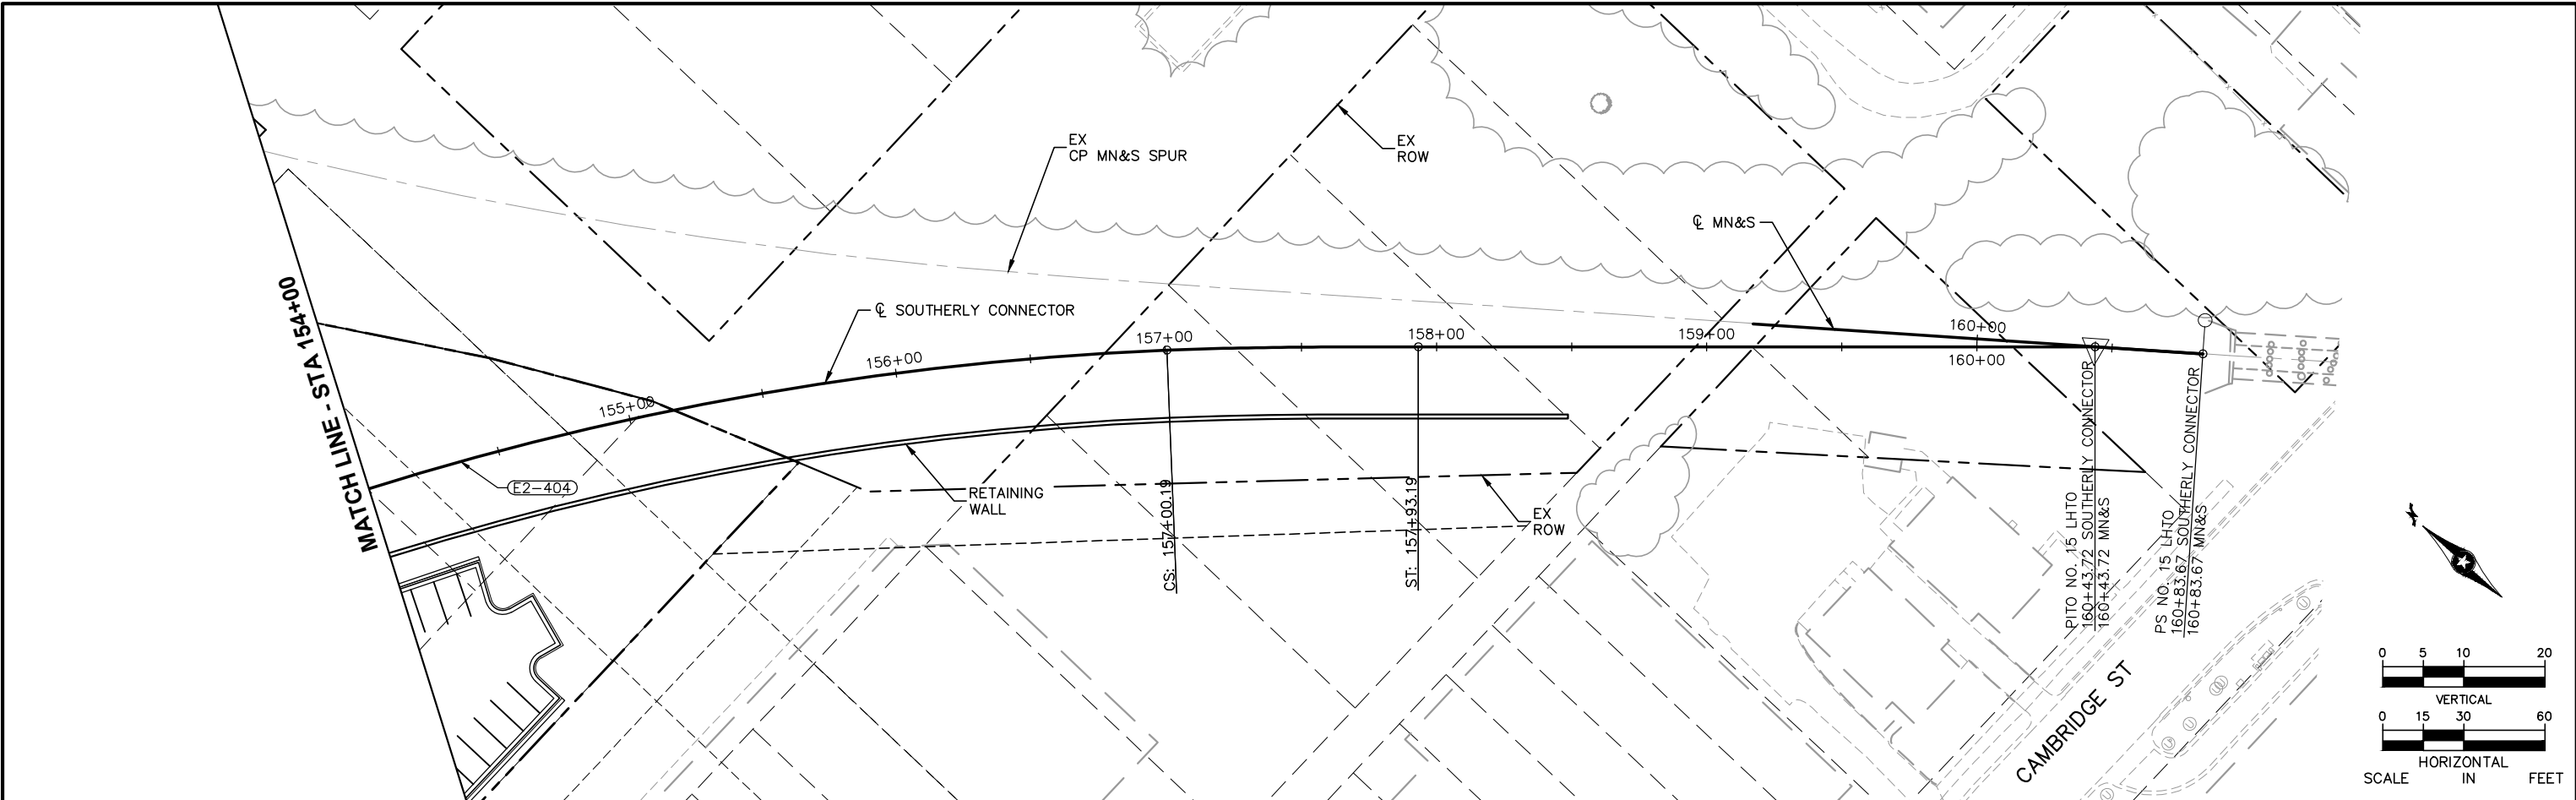 EX
CP MN&S SPUR
EX
ROW
℄ MN&S
MATCH LINE - STA 154+00
℄ SOUTHERLY CONNECTOR
155+00
156+00
157+00
158+00
159+00
160+00
160+00
E2-404
RETAINING
WALL
CS: 157+00.19
ST: 157+93.19
EX
ROW
PITO NO. 15 LHTO
160+43.72 SOUTHERLY CONNECTOR
160+43.72 MN&S
PS NO. 15 LHTO
160+83.67 SOUTHERLY CONNECTOR
160+83.67 MN&S
CAMBRIDGE ST
0 5 10 20
VERTICAL
0 15 30 60
HORIZONTAL
SCALE IN FEET